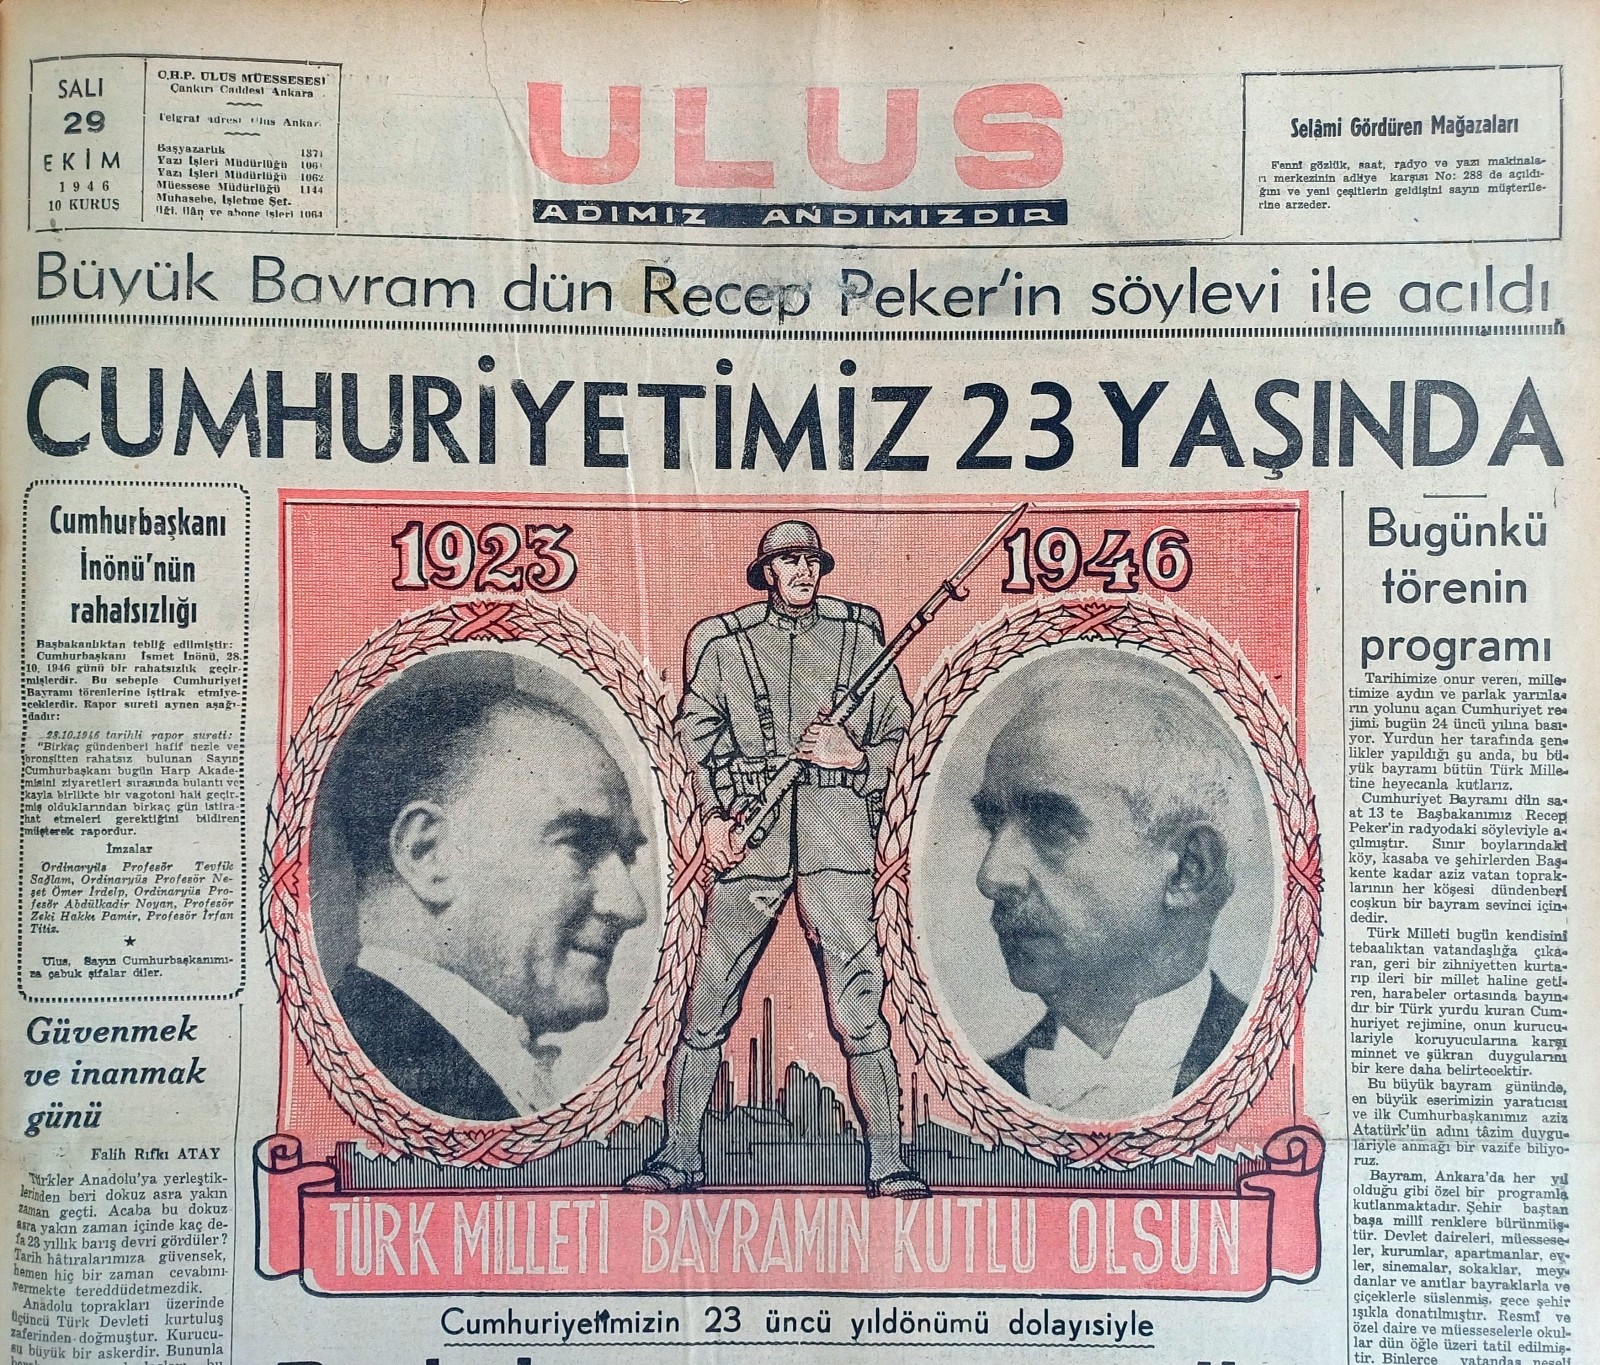 SALI
29
EKİM
1946
10 KURUŞ
C.H.P. ULUS MÜESSESESİ
Çankırı Caddesi Ankara
Telgraf adresi Ulus Ankar
Başyazarlık 1371
Yazı İşleri Müdürlüğü 1061
Yazı İşleri Müdürlüğü 1062
Müessese Müdürlüğü 1144
Muhasebe, İşletme Şef-
liği, ilân ve abone işleri 1064
ULUS
ADIMIZ ANDIMIZDIR
Selâmi Gördüren Mağazaları
Fennî gözlük, saat, radyo ve yazı makinala-
rı merkezinin adliye karşısı No: 288 de açıldı-
ğını ve yeni çeşitlerin geldiğini sayın müşterile-
rine arzeder.
Büyük Bayram dün Recep Peker'in söylevi ile açıldı
CUMHURİYETİMİZ 23 YAŞINDA
Cumhurbaşkanı
İnönü'nün
rahatsızlığı
Başbakanlıktan tebliğ edilmiştir:
Cumhurbaşkanı İsmet İnönü, 28.
10. 1946 günü bir rahatsızlık geçir-
mişlerdir. Bu sebeple Cumhuriyet
Bayramı törenlerine iştirak etmiye-
ceklerdir. Rapor sureti aynen aşağı-
dadır:
28.10.1946 tarihli rapor sureti:
"Birkaç gündenberi hafif nezle ve
bronşitten rahatsız bulunan Sayın
Cumhurbaşkanı bugün Harp Akade-
misini ziyaretleri sırasında bulantı ve
kayla birlikte bir vagotoni hali geçir-
miş olduklarından birkaç gün istira-
hat etmeleri gerektiğini bildiren
müşterek rapordur.
İmzalar
Ordinaryüs Profesör Tevfik
Sağlam, Ordinaryüs Profesör Ne-
şet Ömer İrdelp, Ordinaryüs Pro-
fesör Abdülkadir Noyan, Profesör
Zeki Hakkı Pamir, Profesör İrfan
Titiz.
★
Ulus, Sayın Cumhurbaşkanımı-
za çabuk şifalar diler.
Güvenmek
ve inanmak
günü
Falih Rıfkı ATAY
Türkler Anadolu'ya yerleştik-
lerinden beri dokuz asra yakın
zaman geçti. Acaba bu dokuz
asra yakın zaman içinde kaç de-
fa 23 yıllık barış devri gördüler?
Tarih hâtıralarımıza güvensek,
hemen hiç bir zaman cevabını
vermekte tereddüdetmezdik.
Anadolu toprakları üzerinde
üçüncü Türk Devleti kurtuluş
zaferinden doğmuştur. Kurucu-
su büyük bir askerdir. Bununla
1923
1946
TÜRK MİLLETİ BAYRAMIN KUTLU OLSUN
Cumhuriyetimizin 23 üncü yıldönümü dolayısiyle
Bugünkü
törenin
programı
Tarihimize onur veren, mille-
timize aydın ve parlak yarınla-
rın yolunu açan Cumhuriyet re-
jimi bugün 24 üncü yılına bası-
yor. Yurdun her tarafında şen-
likler yapıldığı şu anda, bu bü-
yük bayramı bütün Türk Mille-
tine heyecanla kutlarız.
Cumhuriyet Bayramı dün sa-
at 13 te Başbakanımız Recep
Peker'in radyodaki söyleviyle a-
çılmıştır. Sınır boylarındaki
köy, kasaba ve şehirlerden Baş-
kente kadar aziz vatan toprak-
larının her köşesi dündenberi
coşkun bir bayram sevinci için-
dedir.
Türk Milleti bugün kendisini
tebaalıktan vatandaşlığa çıka-
ran, geri bir zihniyetten kurta-
rıp ileri bir millet haline geti-
ren, harabeler ortasında bayın-
dır bir Türk yurdu kuran Cum-
huriyet rejimine, onun kurucu-
lariyle koruyucularına karşı
minnet ve şükran duygularını
bir kere daha belirtecektir.
Bu büyük bayram gününde,
en büyük eserimizin yaratıcısı
ve ilk Cumhurbaşkanımız aziz
Atatürk'ün adını tâzim duygu-
lariyle anmağı bir vazife biliyo-
ruz.
Bayram, Ankara'da her yıl
olduğu gibi özel bir programla
kutlanmaktadır. Şehir baştan
başa millî renklere bürünmüş-
tür. Devlet daireleri, müessese-
ler, kurumlar, apartmanlar, ev-
ler, sinemalar, sokaklar, mey-
danlar ve anıtlar bayraklarla ve
çiçeklerle süslenmiş, gece şehir
ışıkla donatılmıştır. Resmî ve
özel daire ve müesseselerle okul-
lar dün öğle üzeri tatil edilmiş-
tir. Binlerce vatandaş neşeli